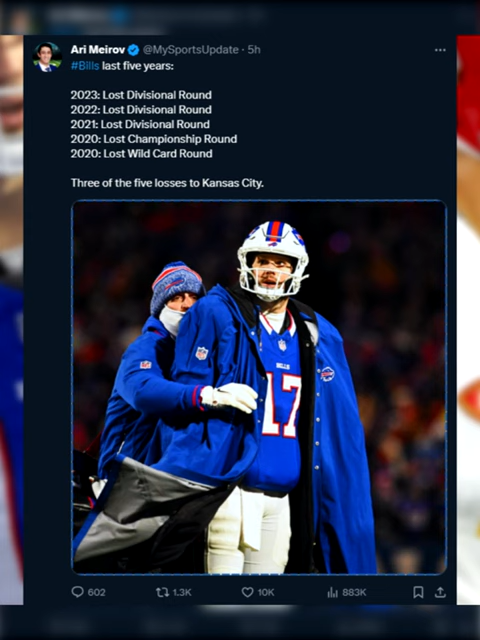 Ari Meirov @MySportsUpdate · 5h
#Bills last five years:
2023: Lost Divisional Round
2022: Lost Divisional Round
2021: Lost Divisional Round
2020: Lost Championship Round
2020: Lost Wild Card Round
Three of the five losses to Kansas City.
NFL
BILLS
17
602 1.3K 10K 883K